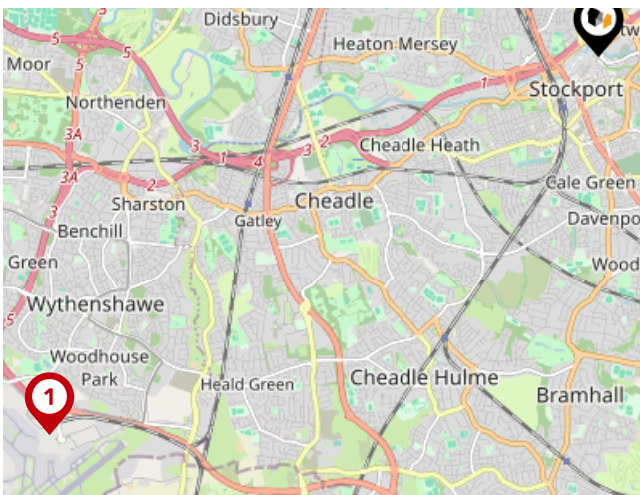 Didsbury
Heaton Mersey
5
5
5
5
Moor
Northenden
1
Stockport
3A
3
1
4
3
2
Cheadle Heath
3A
2
Sharston
Cheadle
Cale Green
3
Gatley
Benchill
Davenpo
Green
Wood
Wythenshawe
5
Woodhouse
Park
Heald Green
Cheadle Hulme
Bramhall
1